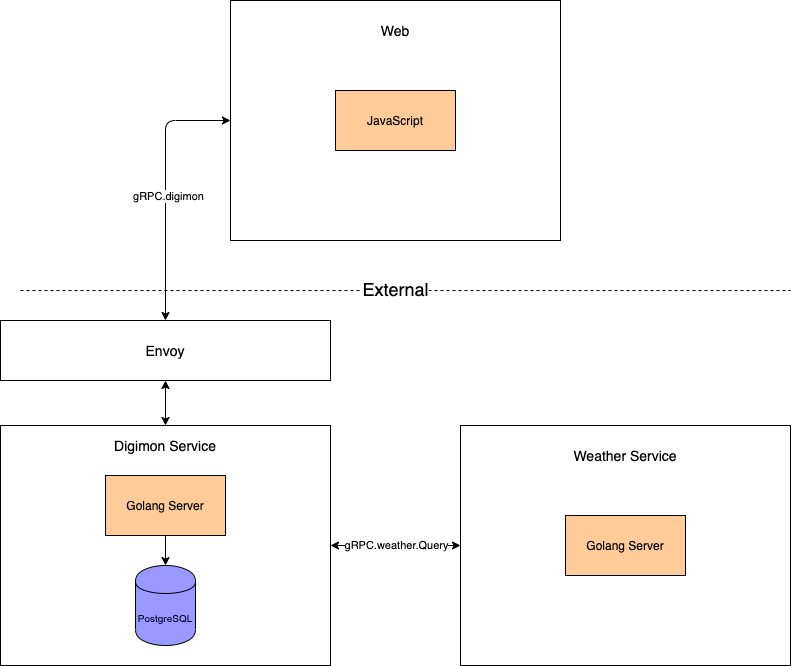 Web
JavaScript
gRPC.digimon
External
Envoy
Digimon Service
Weather Service
Golang Server
gRPC.weather.Query
Golang Server
PostgreSQL